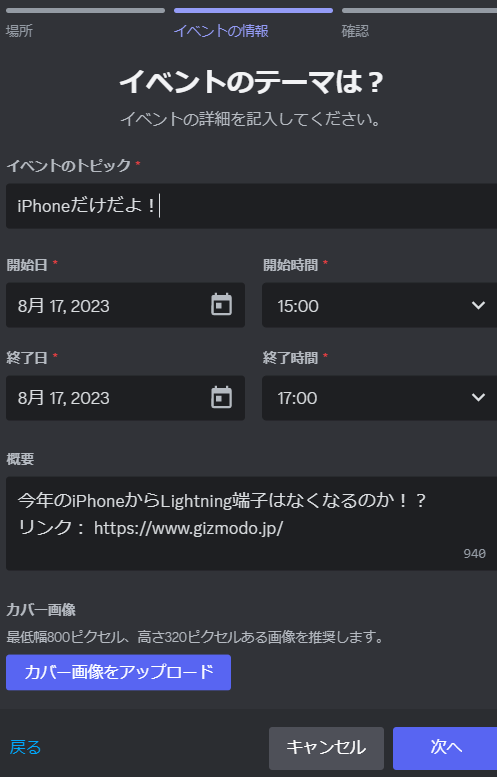 場所 イベントの情報 確認
イベントのテーマは？
イベントの詳細を記入してください。
イベントのトピック *
iPhoneだけだよ！
開始日 * 開始時間 *
8月 17, 2023 15:00
終了日 * 終了時間 *
8月 17, 2023 17:00
概要
今年のiPhoneからLightning端子はなくなるのか！？
リンク： https://www.gizmodo.jp/
940
カバー画像
最低幅800ピクセル、高さ320ピクセルある画像を推奨します。
カバー画像をアップロード
戻る キャンセル 次へ